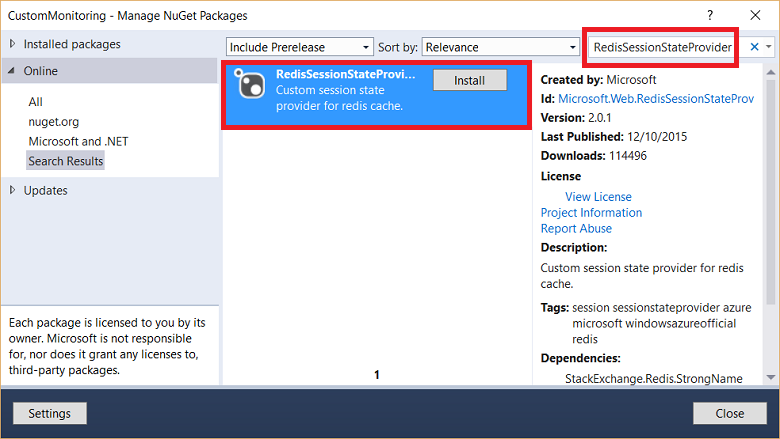 CustomMonitoring - Manage NuGet Packages
?
Installed packages
Online
All
nuget.org
Microsoft and .NET
Search Results
Updates
Each package is licensed to you by its
owner. Microsoft is not responsible
for, nor does it grant any licenses to,
third-party packages.
Include Prerelease
Sort by:
Relevance
RedisSessionStateProvi...
Install
Custom session state
provider for redis cache.
1
RedisSessionStateProvider
Created by: Microsoft
Id: Microsoft.Web.RedisSessionStateProv
Version: 2.0.1
Last Published: 12/10/2015
Downloads: 114496
License
View License
Project Information
Report Abuse
Description:
Custom session state provider for redis
cache.
Tags: session sessionstateprovider azure
microsoft windowsazureofficial
redis
Dependencies:
StackExchange.Redis.StrongName
Settings
Close